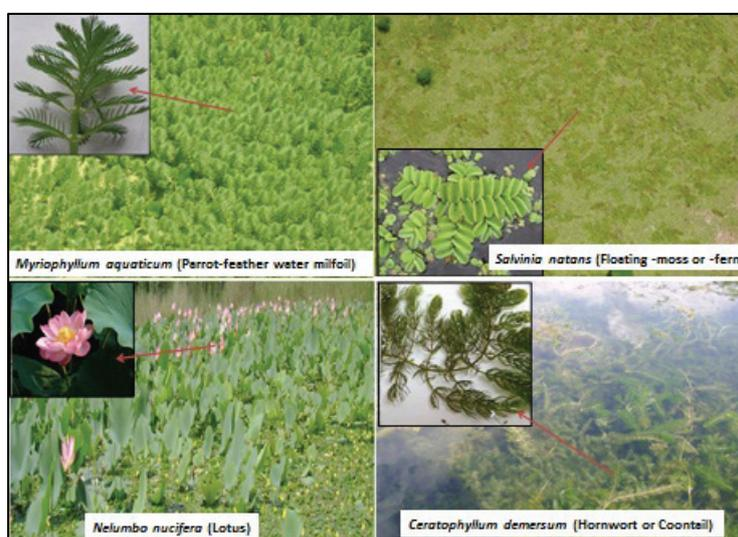 Myriophyllum aquaticum (Parrot-feather water milfoil)
Salvinia natans (Floating -moss or -fern
Nelumbo nucifera (Lotus)
Ceratophyllum demersum (Hornwort or Coontail)